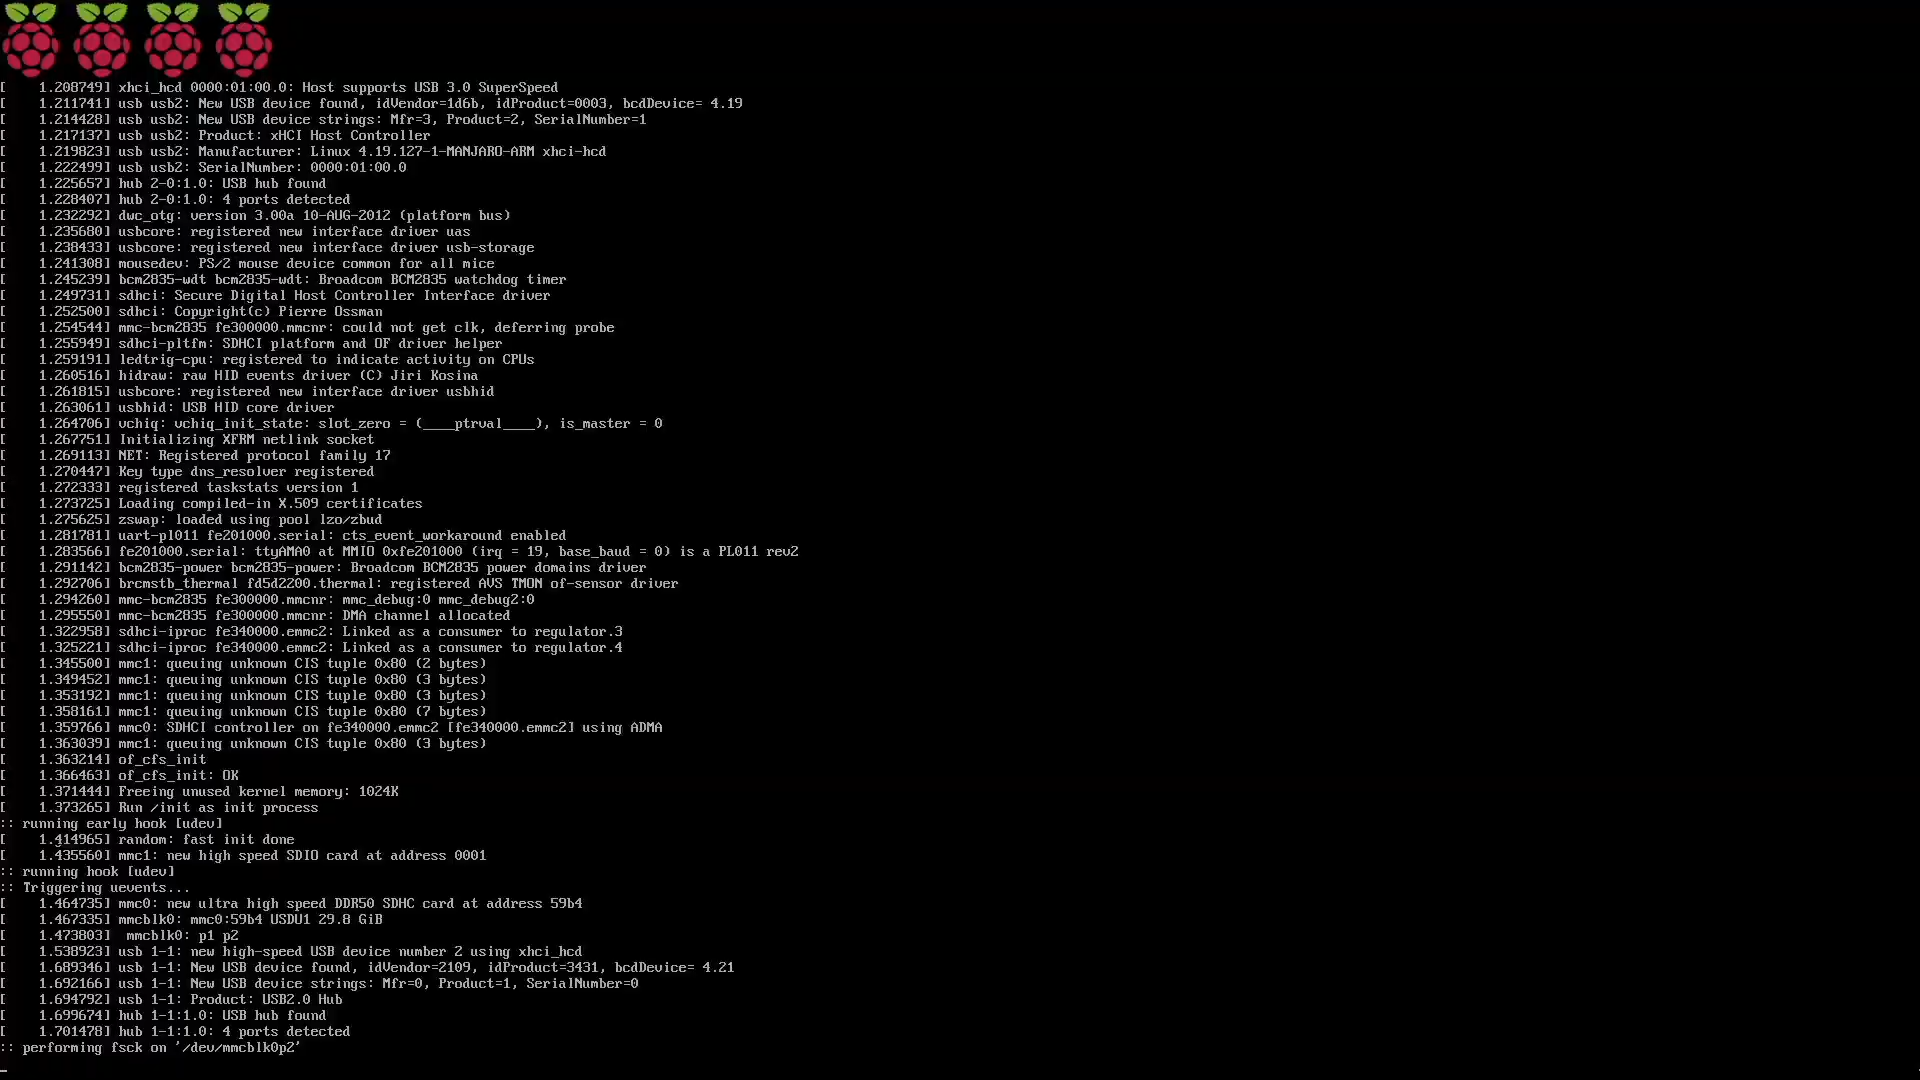 [    1.208749] xhci_hcd 0000:01:00.0: Host supports USB 3.0 SuperSpeed
[    1.211741] usb usb2: New USB device found, idVendor=1d6b, idProduct=0003, bcdDevice= 4.19
[    1.214428] usb usb2: New USB device strings: Mfr=3, Product=2, SerialNumber=1
[    1.217137] usb usb2: Product: xHCI Host Controller
[    1.219823] usb usb2: Manufacturer: Linux 4.19.127-1-MANJARO-ARM xhci-hcd
[    1.222499] usb usb2: SerialNumber: 0000:01:00.0
[    1.225657] hub 2-0:1.0: USB hub found
[    1.228407] hub 2-0:1.0: 4 ports detected
[    1.232292] dwc_otg: version 3.00a 10-AUG-2012 (platform bus)
[    1.235680] usbcore: registered new interface driver uas
[    1.238433] usbcore: registered new interface driver usb-storage
[    1.241308] mousedev: PS/2 mouse device common for all mice
[    1.245239] bcm2835-wdt bcm2835-wdt: Broadcom BCM2835 watchdog timer
[    1.249731] sdhci: Secure Digital Host Controller Interface driver
[    1.252500] sdhci: Copyright(c) Pierre Ossman
[    1.254544] mmc-bcm2835 fe300000.mmcnr: could not get clk, deferring probe
[    1.255949] sdhci-pltfm: SDHCI platform and OF driver helper
[    1.259191] ledtrig-cpu: registered to indicate activity on CPUs
[    1.260516] hidraw: raw HID events driver (C) Jiri Kosina
[    1.261815] usbcore: registered new interface driver usbhid
[    1.263061] usbhid: USB HID core driver
[    1.264706] vchiq: vchiq_init_state: slot_zero = (____ptrval____), is_master = 0
[    1.267751] Initializing XFRM netlink socket
[    1.269113] NET: Registered protocol family 17
[    1.270447] Key type dns_resolver registered
[    1.272333] registered taskstats version 1
[    1.273725] Loading compiled-in X.509 certificates
[    1.275625] zswap: loaded using pool lzo/zbud
[    1.281781] uart-pl011 fe201000.serial: cts_event_workaround enabled
[    1.283566] fe201000.serial: ttyAMA0 at MMIO 0xfe201000 (irq = 19, base_baud = 0) is a PL011 rev2
[    1.291142] bcm2835-power bcm2835-power: Broadcom BCM2835 power domains driver
[    1.292706] brcmstb_thermal fd5d2200.thermal: registered AVS TMON of-sensor driver
[    1.294260] mmc-bcm2835 fe300000.mmcnr: mmc_debug:0 mmc_debug2:0
[    1.295550] mmc-bcm2835 fe300000.mmcnr: DMA channel allocated
[    1.322958] sdhci-iproc fe340000.emmc2: Linked as a consumer to regulator.3
[    1.325221] sdhci-iproc fe340000.emmc2: Linked as a consumer to regulator.4
[    1.345500] mmc1: queuing unknown CIS tuple 0x80 (2 bytes)
[    1.349452] mmc1: queuing unknown CIS tuple 0x80 (3 bytes)
[    1.353192] mmc1: queuing unknown CIS tuple 0x80 (3 bytes)
[    1.358161] mmc1: queuing unknown CIS tuple 0x80 (7 bytes)
[    1.359766] mmc0: SDHCI controller on fe340000.emmc2 [fe340000.emmc2] using ADMA
[    1.363039] mmc1: queuing unknown CIS tuple 0x80 (3 bytes)
[    1.363214] of_cfs_init
[    1.366463] of_cfs_init: OK
[    1.371444] Freeing unused kernel memory: 1024K
[    1.373265] Run /init as init process
:: running early hook [udev]
[    1.414965] random: fast init done
[    1.435560] mmc1: new high speed SDIO card at address 0001
:: running hook [udev]
:: Triggering uevents...
[    1.464735] mmc0: new ultra high speed DDR50 SDHC card at address 59b4
[    1.467335] mmcblk0: mmc0:59b4 USDU1 29.8 GiB
[    1.473803]  mmcblk0: p1 p2
[    1.538923] usb 1-1: new high-speed USB device number 2 using xhci_hcd
[    1.689346] usb 1-1: New USB device found, idVendor=2109, idProduct=3431, bcdDevice= 4.21
[    1.692166] usb 1-1: New USB device strings: Mfr=0, Product=1, SerialNumber=0
[    1.694792] usb 1-1: Product: USB2.0 Hub
[    1.699674] hub 1-1:1.0: USB hub found
[    1.701478] hub 1-1:1.0: 4 ports detected
:: performing fsck on '/dev/mmcblk0p2'